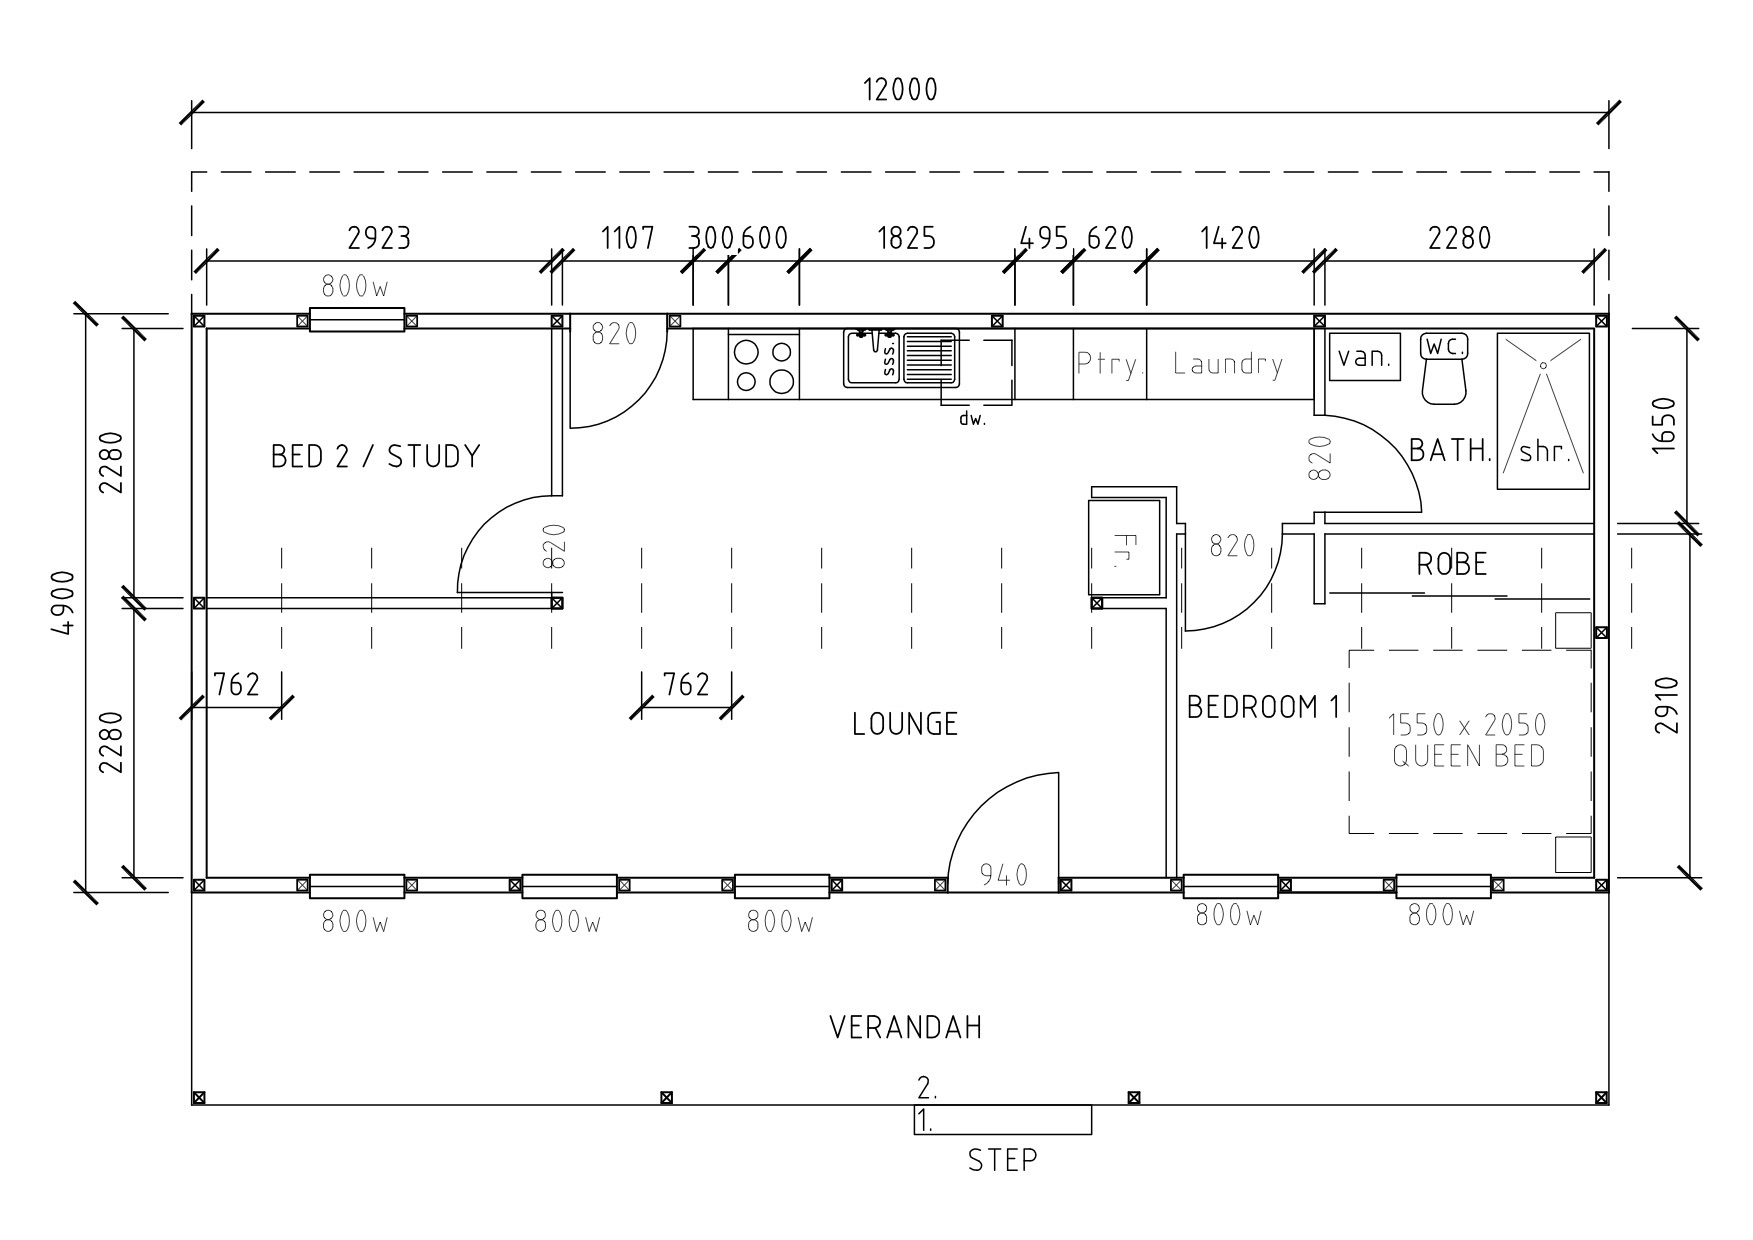 12000
2923
1107
300
600
1825
495
620
1420
2280
800w
820
sss.
dw.
Ptry.
Laundry
van.
WC.
shr.
BATH.
820
1650
BED 2 / STUDY
2280
820
4900
Fr.
820
ROBE
762
762
2280
LOUNGE
BEDROOM 1
1550 x 2050
QUEEN BED
2910
940
800w
800w
800w
800w
800w
VERANDAH
2.
1.
STEP